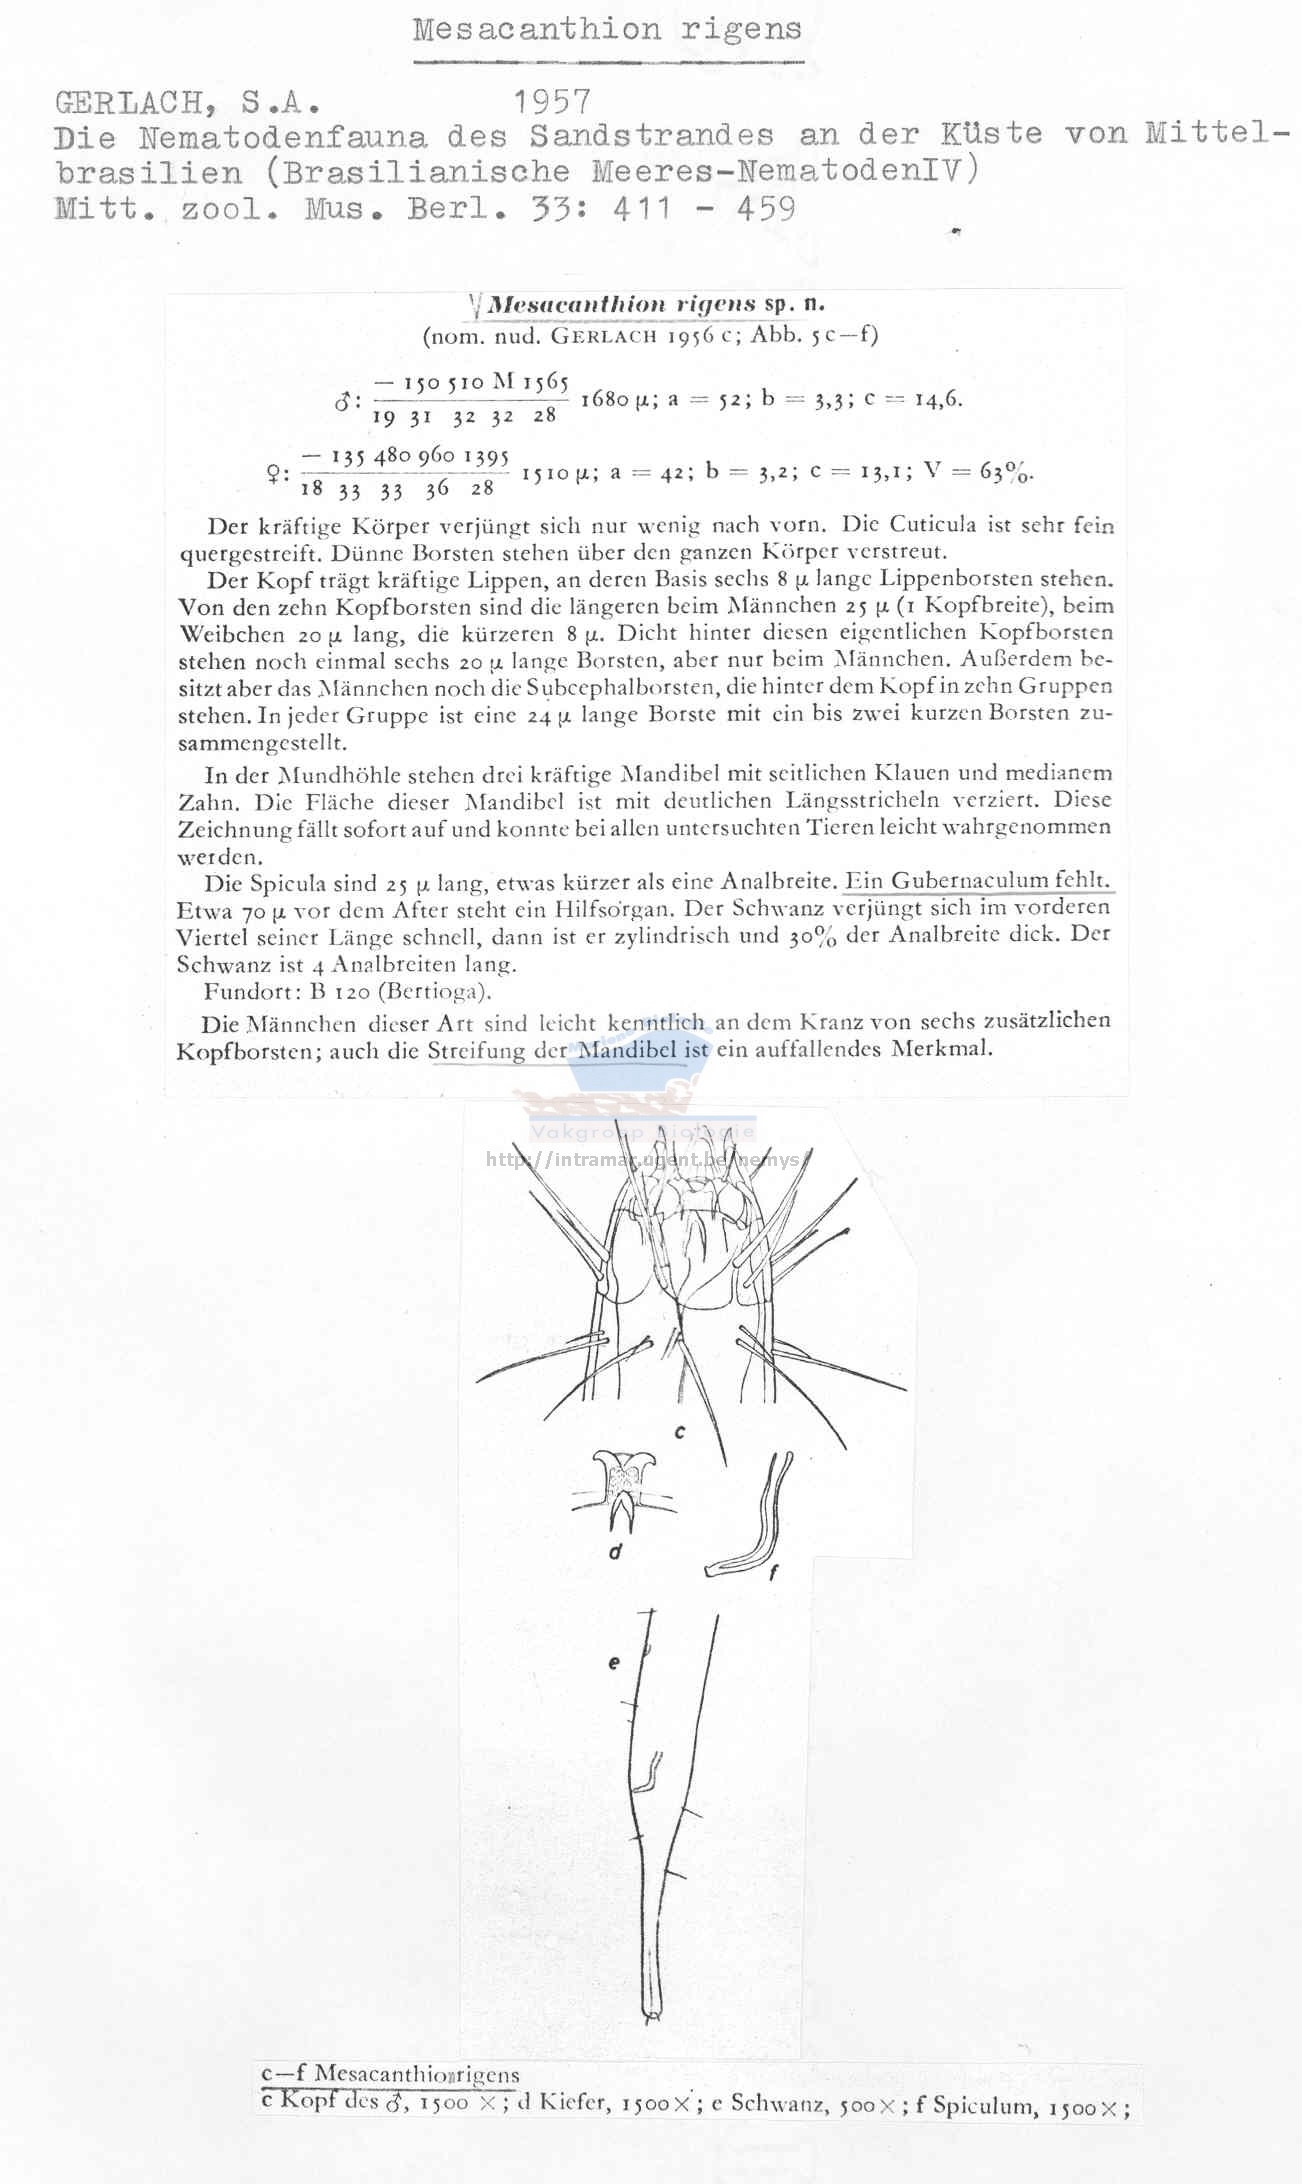 Mesacanthion rigens
GERLACH, S.A. 1957
Die Nematodenfauna des Sandstrandes an der Küste von Mittel-
brasilien (Brasilianische Meeres-NematodenIV)
Mitt. zool. Mus. Berl. 33: 411 - 459
Mesacanthion rigens sp. n.
(nom. nud. GERLACH 1956 c; Abb. 5 c—f)
— 150 510 M 1565
♂: 1680 µ; a = 52; b = 3,3; c = 14,6.
19 31 32 32 28
— 135 480 960 1395
♀: 1510 µ; a = 42; b = 3,2; c = 13,1; V = 63%.
18 33 33 36 28
Der kräftige Körper verjüngt sich nur wenig nach vorn. Die Cuticula ist sehr fein
quergestreift. Dünne Borsten stehen über den ganzen Körper verstreut.
Der Kopf trägt kräftige Lippen, an deren Basis sechs 8 µ lange Lippenborsten stehen.
Von den zehn Kopfborsten sind die längeren beim Männchen 25 µ (1 Kopfbreite), beim
Weibchen 20 µ lang, die kürzeren 8 µ. Dicht hinter diesen eigentlichen Kopfborsten
stehen noch einmal sechs 20 µ lange Borsten, aber nur beim Männchen. Außerdem be-
sitzt aber das Männchen noch die Subcephalborsten, die hinter dem Kopf in zehn Gruppen
stehen. In jeder Gruppe ist eine 24 µ lange Borste mit ein bis zwei kurzen Borsten zu-
sammengestellt.
In der Mundhöhle stehen drei kräftige Mandibel mit seitlichen Klauen und medianem
Zahn. Die Fläche dieser Mandibel ist mit deutlichen Längsstricheln verziert. Diese
Zeichnung fällt sofort auf und konnte bei allen untersuchten Tieren leicht wahrgenommen
werden.
Die Spicula sind 25 µ lang, etwas kürzer als eine Analbreite. Ein Gubernaculum fehlt.
Etwa 70 µ vor dem After steht ein Hilfsorgan. Der Schwanz verjüngt sich im vorderen
Viertel seiner Länge schnell, dann ist er zylindrisch und 30% der Analbreite dick. Der
Schwanz ist 4 Analbreiten lang.
Fundort: B 120 (Bertioga).
Die Männchen dieser Art sind leicht kenntlich an dem Kranz von sechs zusätzlichen
Kopfborsten; auch die Streifung der Mandibel ist ein auffallendes Merkmal.
Vakgroep Biologie
http://intramar.ugent.be/nemys/
c
d
f
e
c—f Mesacanthion rigens
c Kopf des ♂, 1500 ×; d Kiefer, 1500×; e Schwanz, 500×; f Spiculum, 1500×;